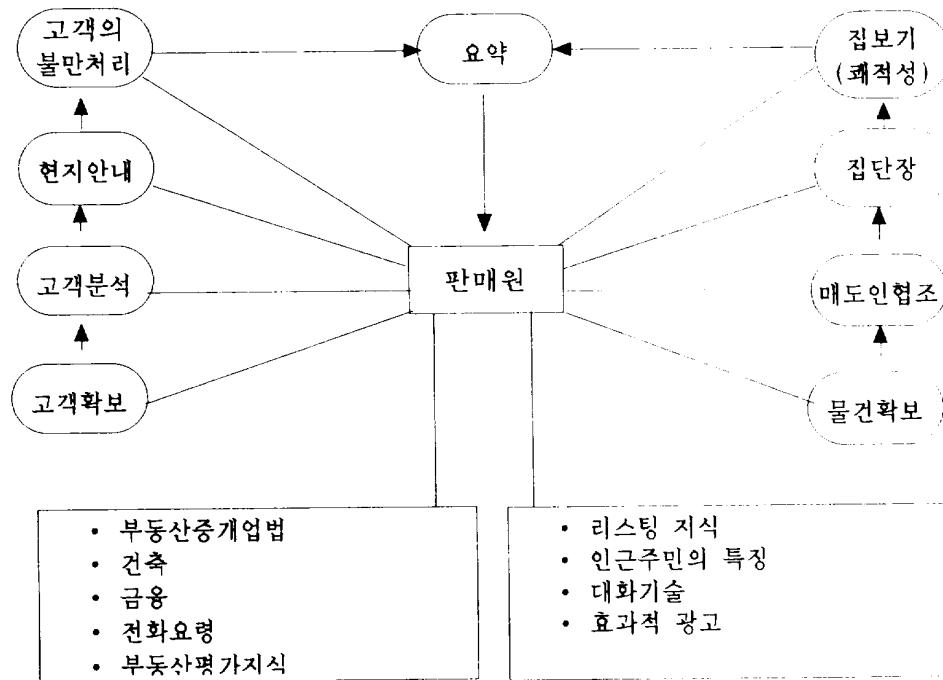 고객의
불만처리
요약
집보기
(쾌적성)
현지안내
집단장
고객분석
판매원
매도인협조
고객확보
물건확보
• 부동산중개업법
• 건축
• 금융
• 전화요령
• 부동산평가지식
• 리스팅 지식
• 인근주민의 특징
• 대화기술
• 효과적 광고